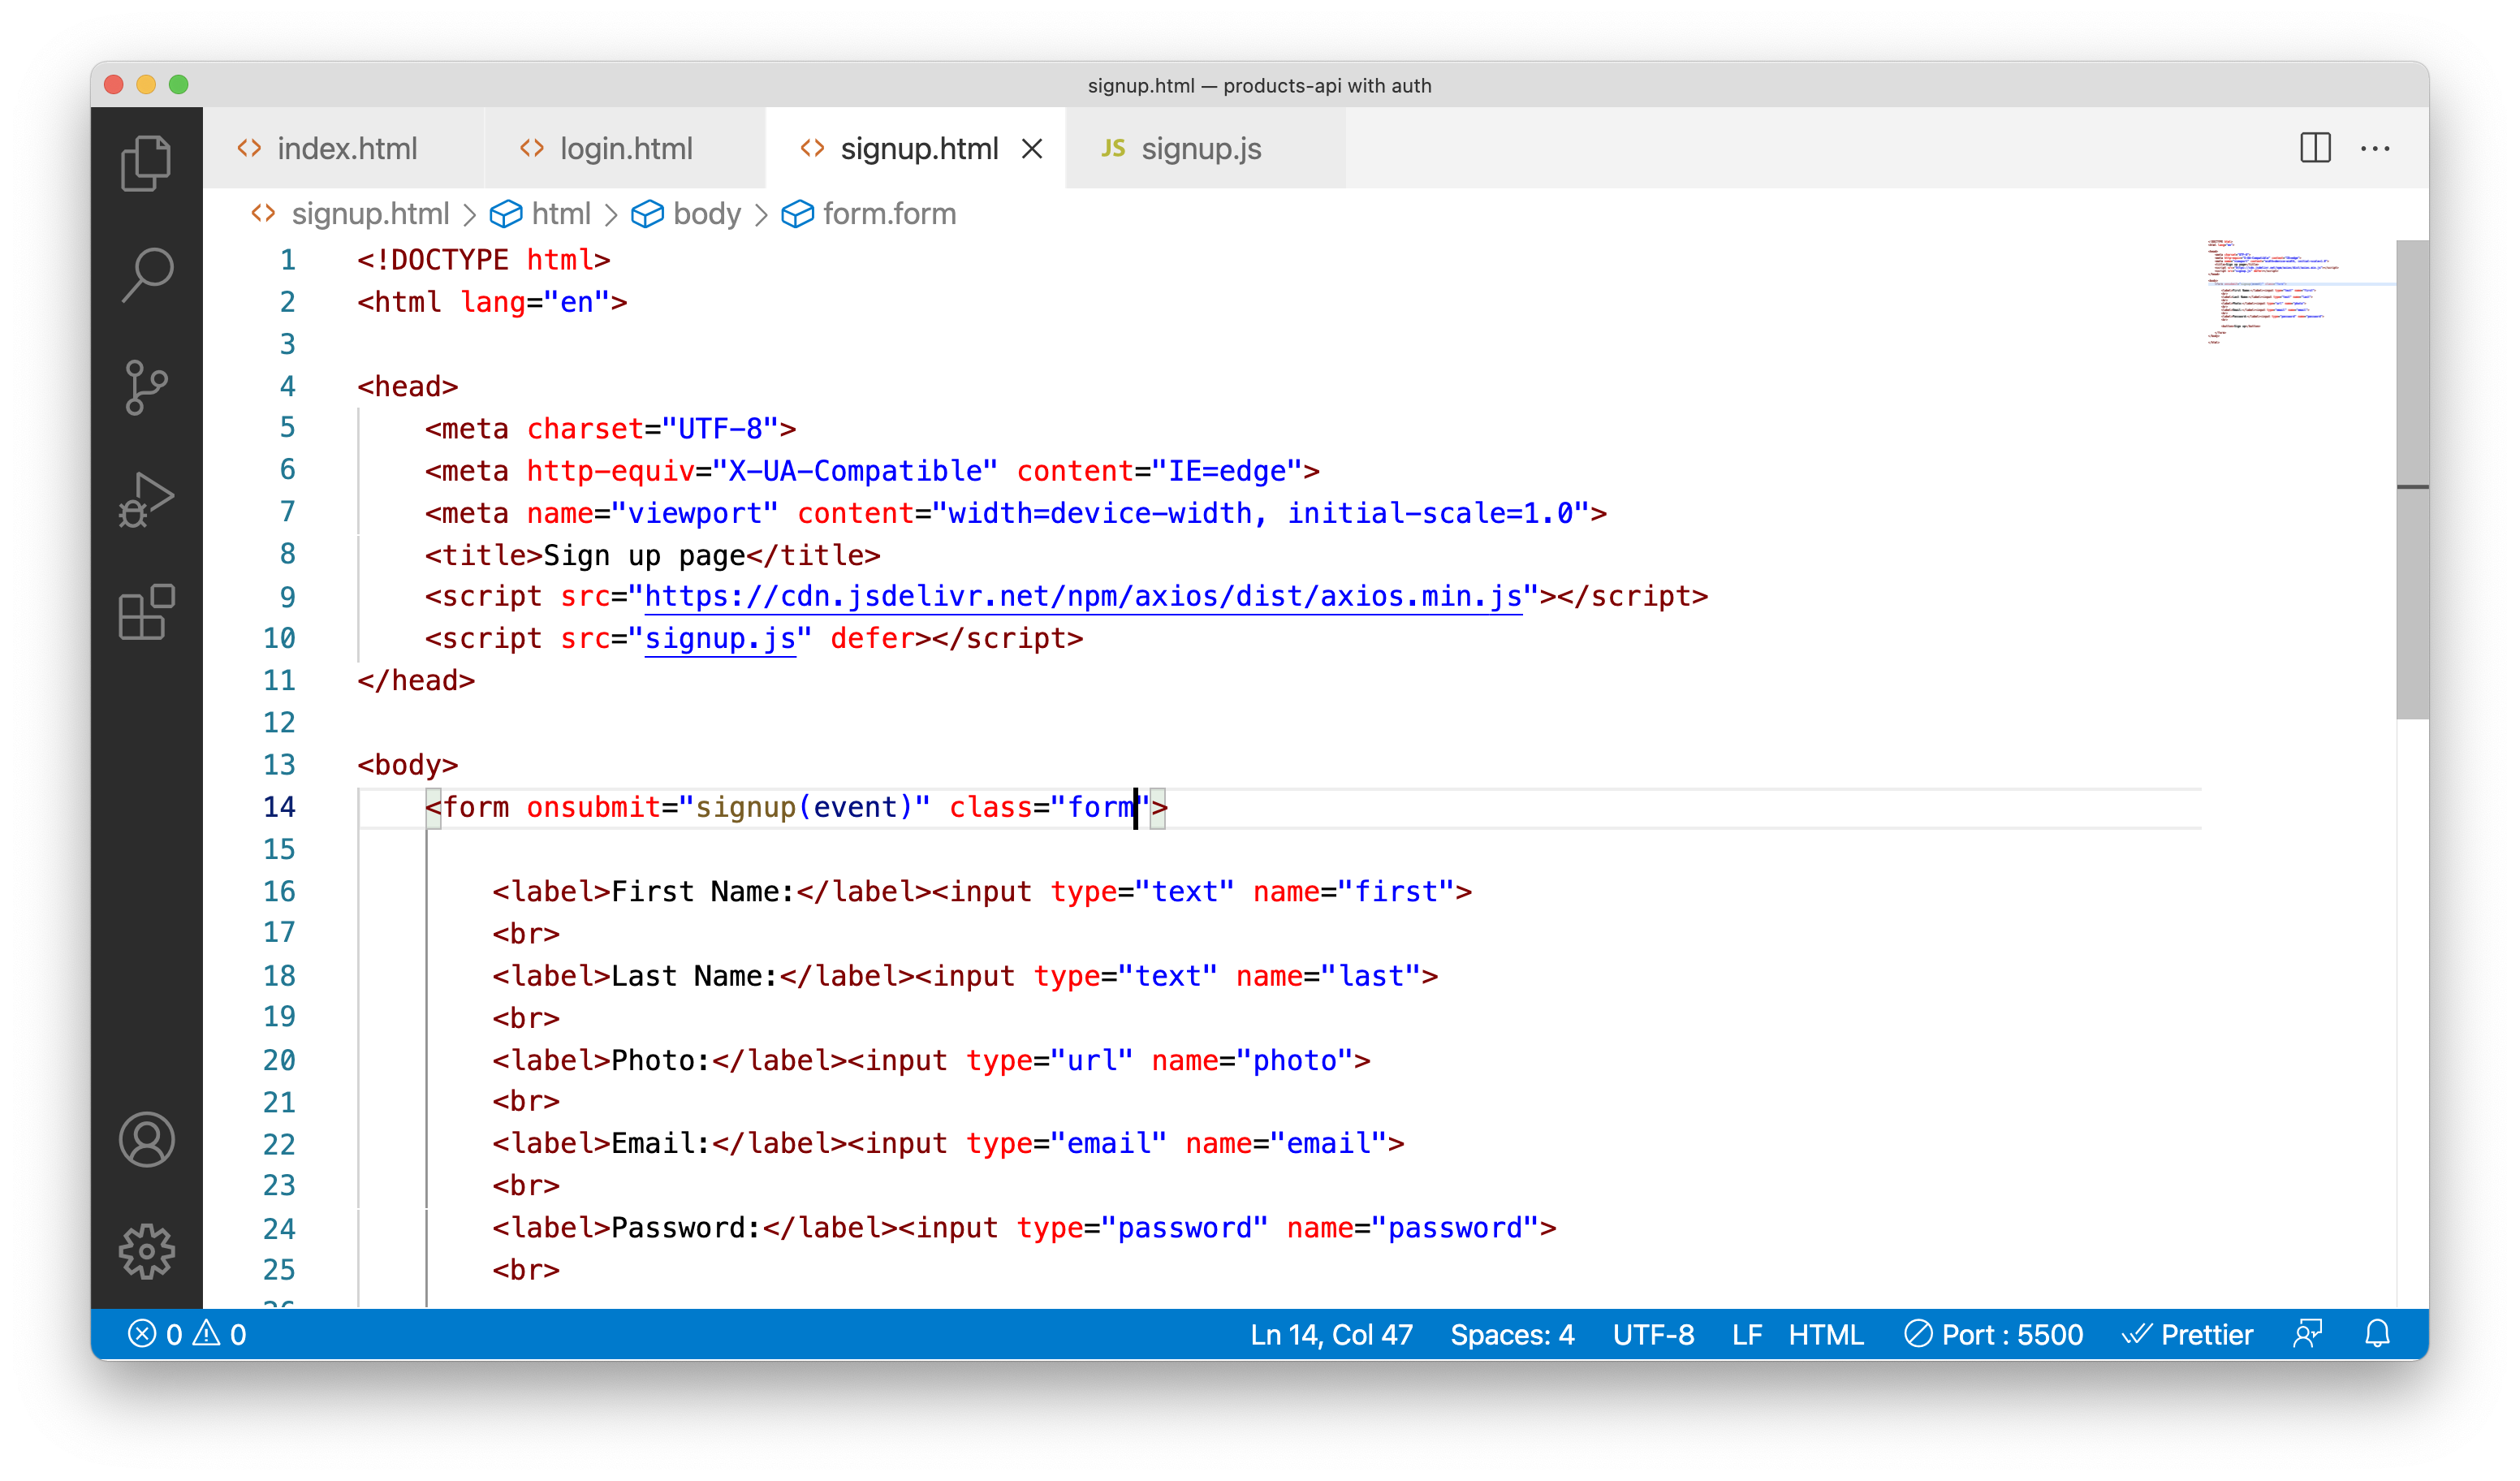 signup.html — products-api with auth
index.html
login.html
signup.html
JS signup.js
signup.html > html > body > form.form
1 <!DOCTYPE html>
2 <html lang="en">
3
4 <head>
5 <meta charset="UTF-8">
6 <meta http-equiv="X-UA-Compatible" content="IE=edge">
7 <meta name="viewport" content="width=device-width, initial-scale=1.0">
8 <title>Sign up page</title>
9 <script src="https://cdn.jsdelivr.net/npm/axios/dist/axios.min.js"></script>
10 <script src="signup.js" defer></script>
11 </head>
12
13 <body>
14 <form onsubmit="signup(event)" class="form">
15
16 <label>First Name:</label><input type="text" name="first">
17 <br>
18 <label>Last Name:</label><input type="text" name="last">
19 <br>
20 <label>Photo:</label><input type="url" name="photo">
21 <br>
22 <label>Email:</label><input type="email" name="email">
23 <br>
24 <label>Password:</label><input type="password" name="password">
25 <br>
0 0 Ln 14, Col 47 Spaces: 4 UTF-8 LF HTML Port : 5500 Prettier